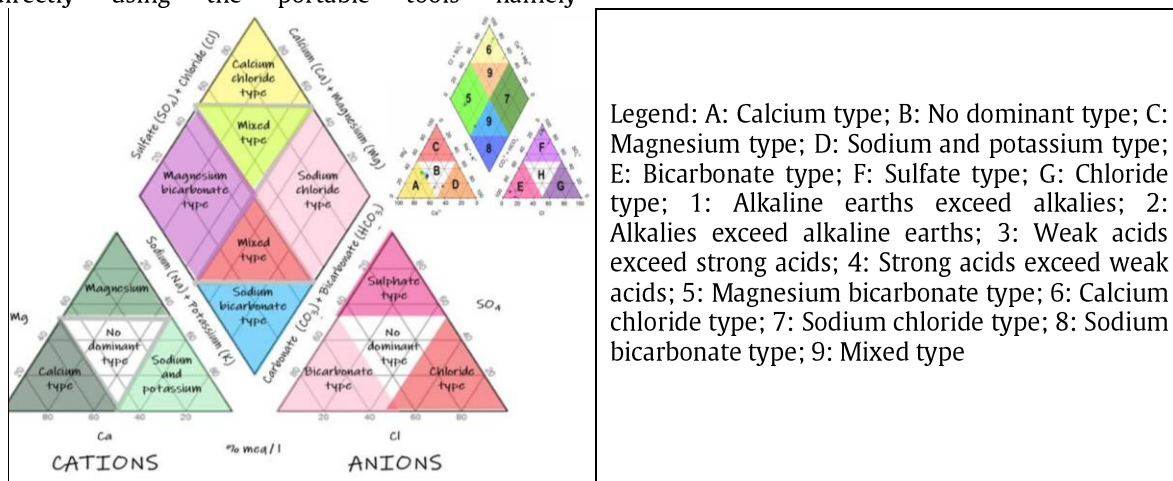 directly using the portable tools namely
Sulfate (SO4) + Chloride (Cl)
Calcium (Ca) + Magnesium (Mg)
Calcium
chloride
type
Mixed
type
Magnesium
bicarbonate
type
Sodium
chloride
type
Mixed
type
Sodium
bicarbonate
type
Sodium (Na) + Potassium (K)
Carbonate (CO3) + Bicarbonate (HCO3)
Mg
Magnesium
No
dominant
type
Calcium
type
Sodium
and
potassium
80 60 40 20
Ca
CATIONS
% meq/l
SO4
Sulphate
type
No
dominant
type
Bicarbonate
type
Chloride
type
20 40 60 80
Cl
ANIONS
6
9
5
7
9
8
C
B
A
D
F
H
E
G
Legend: A: Calcium type; B: No dominant type; C:
Magnesium type; D: Sodium and potassium type;
E: Bicarbonate type; F: Sulfate type; G: Chloride
type; 1: Alkaline earths exceed alkalies; 2:
Alkalies exceed alkaline earths; 3: Weak acids
exceed strong acids; 4: Strong acids exceed weak
acids; 5: Magnesium bicarbonate type; 6: Calcium
chloride type; 7: Sodium chloride type; 8: Sodium
bicarbonate type; 9: Mixed type